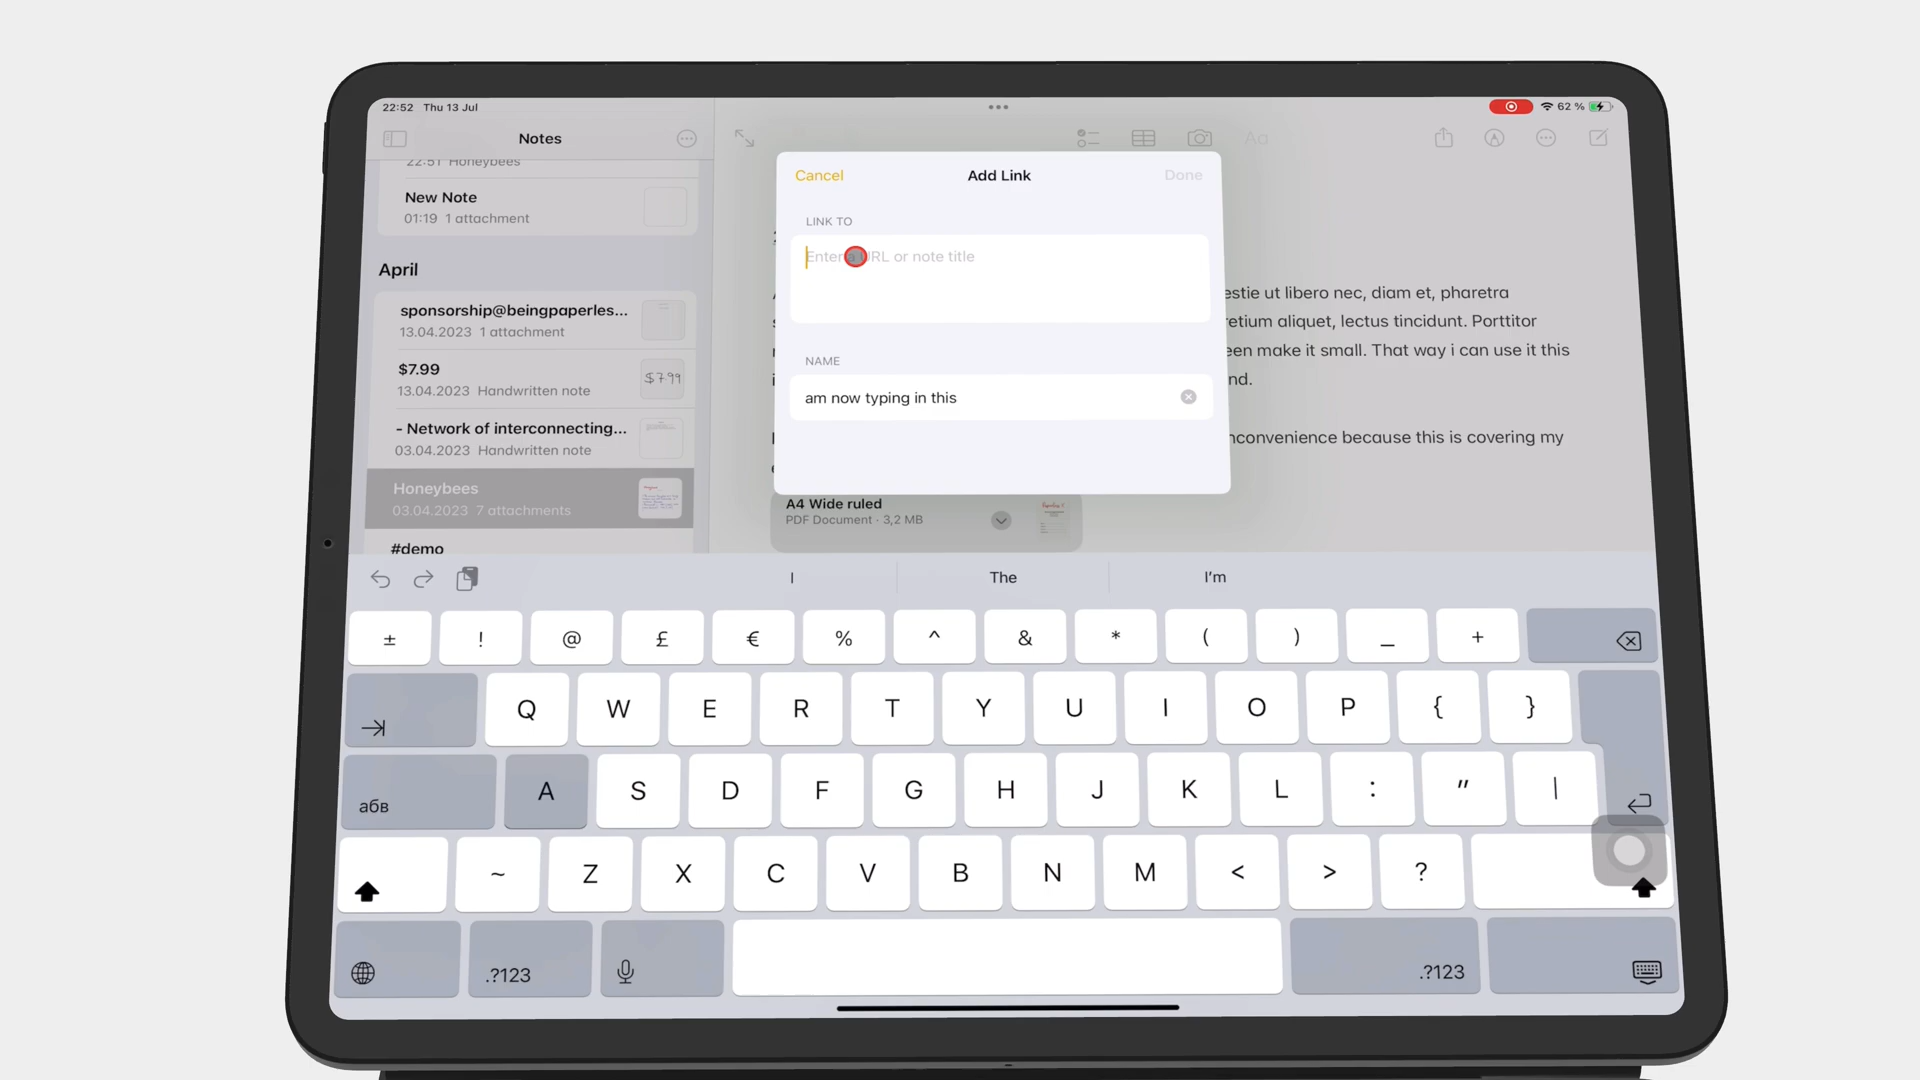 22:52 Thu 13 Jul
62 %
Notes
22:51 Honeybees
New Note
01:19 1 attachment
April
sponsorship@beingpaperles...
13.04.2023 1 attachment
$7.99
13.04.2023 Handwritten note
$7.99
- Network of interconnecting...
03.04.2023 Handwritten note
Honeybees
03.04.2023 7 attachments
#demo
Aa
Cancel
Add Link
Done
LINK TO
Enter a URL or note title
NAME
am now typing in this
estie ut libero nec, diam et, pharetra
retium aliquet, lectus tincidunt. Porttitor
een make it small. That way i can use it this
nd.
nconvenience because this is covering my
A4 Wide ruled
PDF Document · 3,2 MB
I
The
I'm
± ! @ £ € % ^ & * ( ) _ +
Q W E R T Y U I O P { }
абв A S D F G H J K L : " |
~ Z X C V B N M < > ?
.?123 .?123